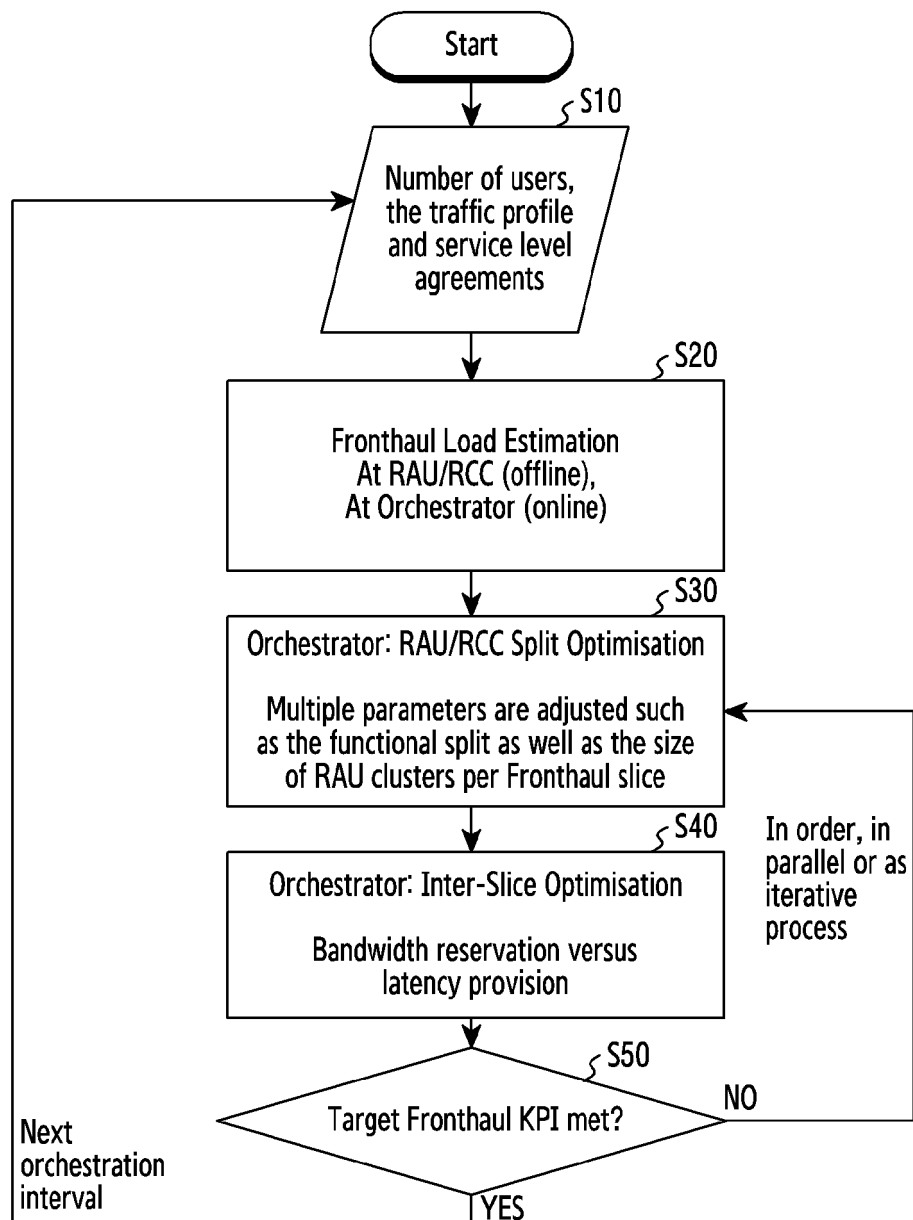 Start
S10
Number of users,
the traffic profile
and service level
agreements
S20
Fronthaul Load Estimation
At RAU/RCC (offline),
At Orchestrator (online)
S30
Orchestrator: RAU/RCC Split Optimisation
Multiple parameters are adjusted such
as the functional split as well as the size
of RAU clusters per Fronthaul slice
S40
Orchestrator: Inter-Slice Optimisation
Bandwidth reservation versus
latency provision
In order, in
parallel or as
iterative
process
S50
Target Fronthaul KPI met?
NO
YES
Next
orchestration
interval